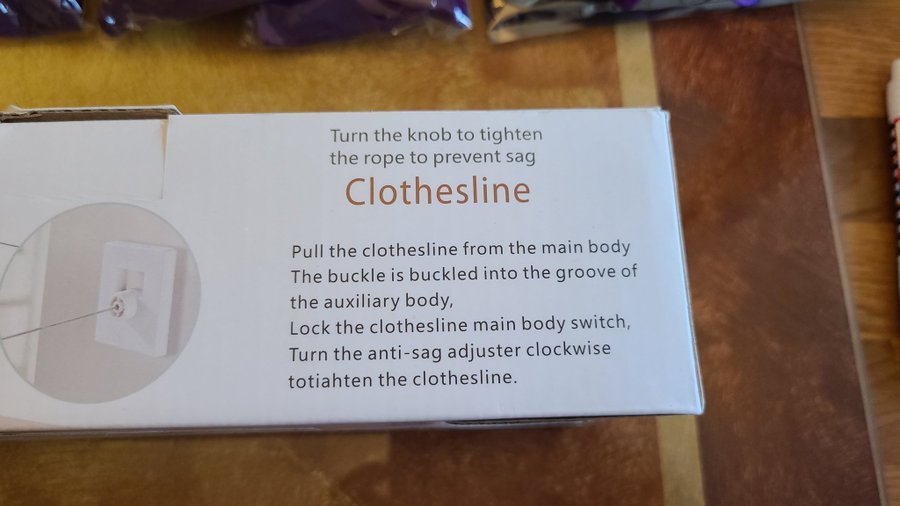 Turn the knob to tighten
the rope to prevent sag
Clothesline
Pull the clothesline from the main body
The buckle is buckled into the groove of
the auxiliary body,
Lock the clothesline main body switch,
Turn the anti-sag adjuster clockwise
totiahten the clothesline.